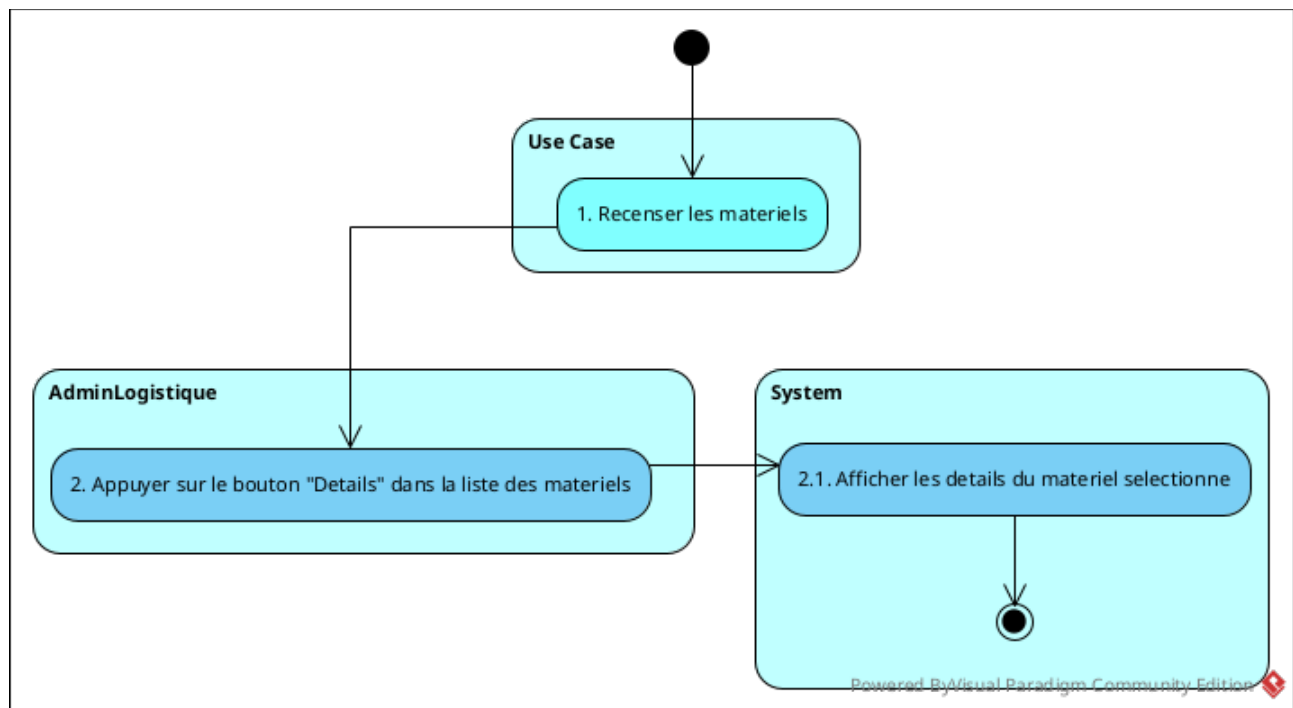 Use Case
1. Recenser les materiels
AdminLogistique
2. Appuyer sur le bouton "Details" dans la liste des materiels
System
2.1. Afficher les details du materiel selectionne
Powered ByVisual Paradigm Community Edition